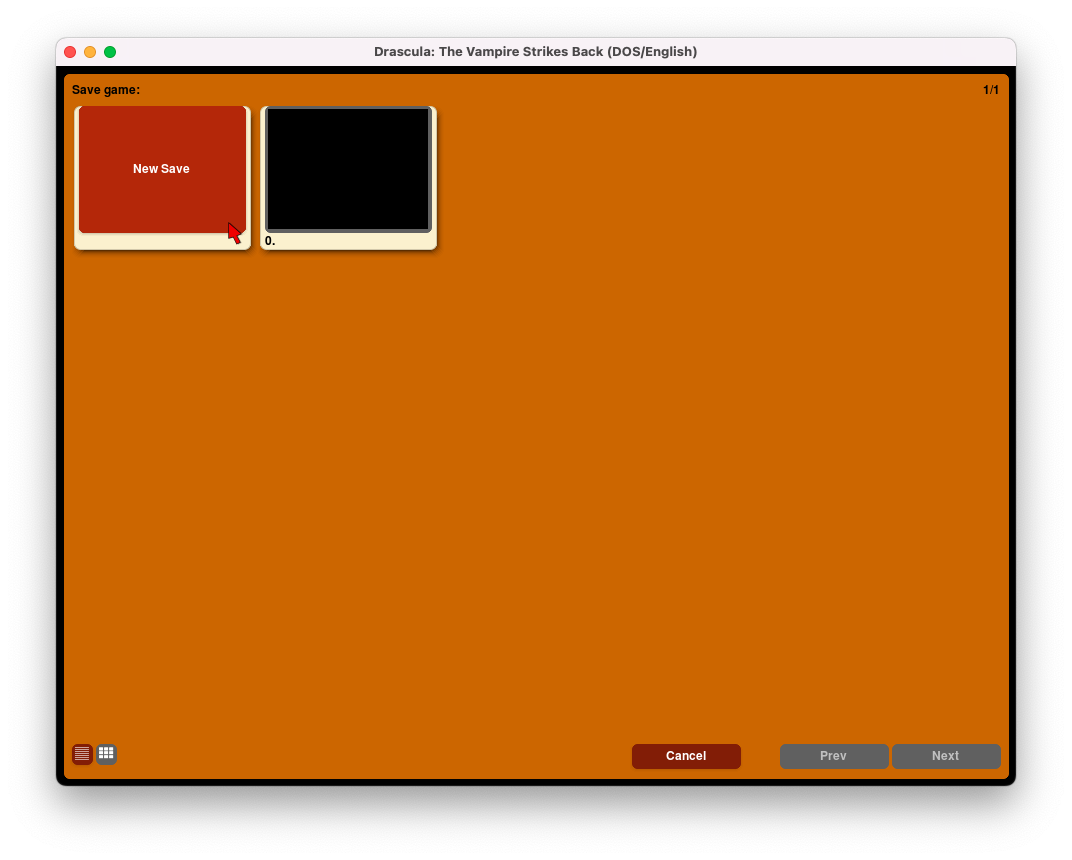 Drascula: The Vampire Strikes Back (DOS/English)
Save game:
1/1
New Save
0.
Cancel
Prev
Next